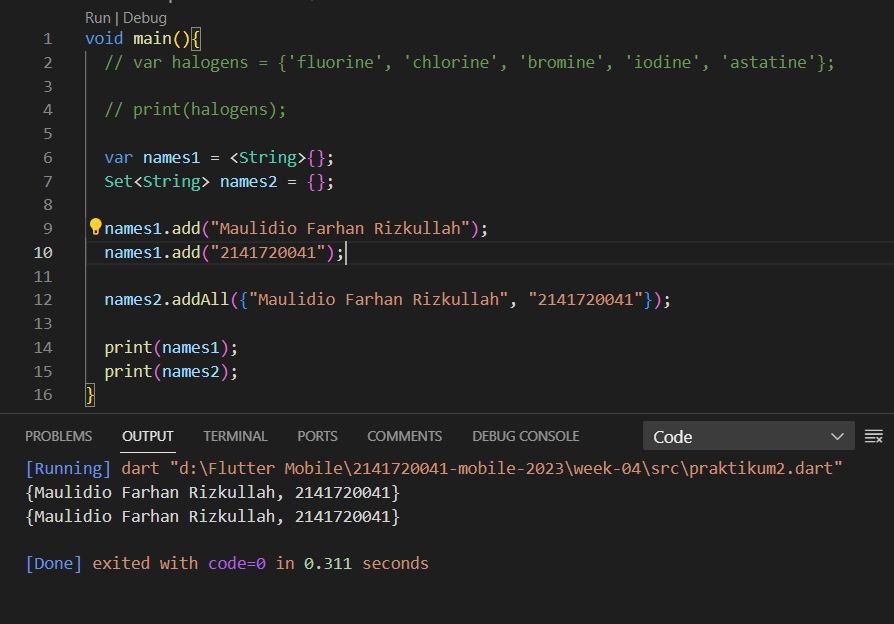 Run | Debug
1 void main(){
2 // var halogens = {'fluorine', 'chlorine', 'bromine', 'iodine', 'astatine'};
3
4 // print(halogens);
5
6 var names1 = <String>{};
7 Set<String> names2 = {};
8
9 names1.add("Maulidio Farhan Rizkullah");
10 names1.add("2141720041");
11
12 names2.addAll({"Maulidio Farhan Rizkullah", "2141720041"});
13
14 print(names1);
15 print(names2);
16 }
PROBLEMS OUTPUT TERMINAL PORTS COMMENTS DEBUG CONSOLE Code
[Running] dart "d:\Flutter Mobile\2141720041-mobile-2023\week-04\src\praktikum2.dart"
{Maulidio Farhan Rizkullah, 2141720041}
{Maulidio Farhan Rizkullah, 2141720041}
[Done] exited with code=0 in 0.311 seconds